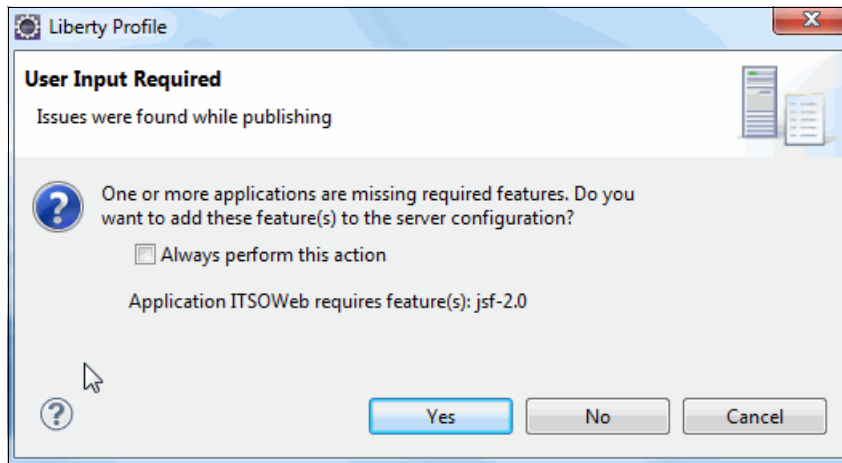 Liberty Profile
x
User Input Required
Issues were found while publishing
?
One or more applications are missing required features. Do you
want to add these feature(s) to the server configuration?
Always perform this action
Application ITSOWeb requires feature(s): jsf-2.0
?
Yes
No
Cancel